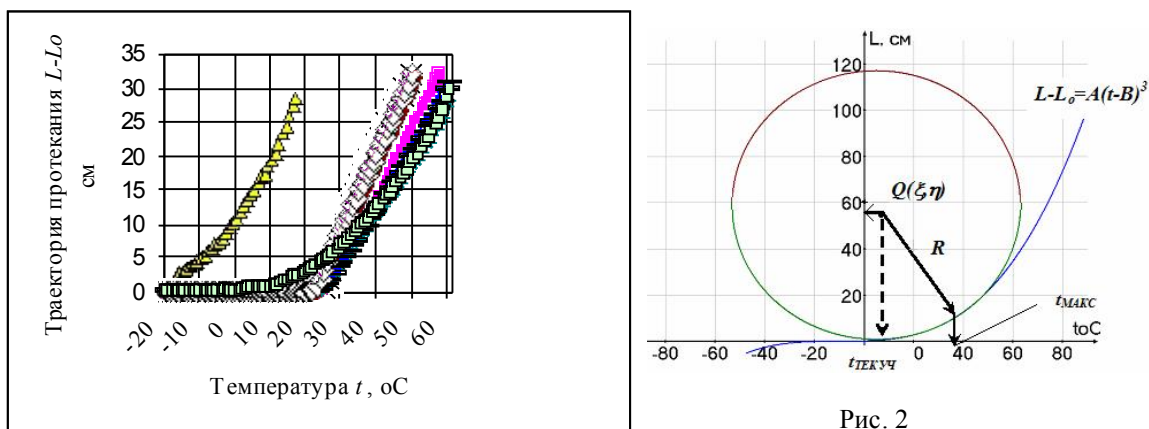 Траектория протекания L-Lo
см
35
30
25
20
15
10
5
0
-20
-10
0
10
20
30
40
50
60
Температура t , оС
L, см
120
100
80
60
40
20
L-Lₒ=A(t-B)³
Q(ξ,η)
R
tМАКС
toC
-80
-60
-40
-20
0
20
40
60
80
tТЕКУЧ
Рис. 2